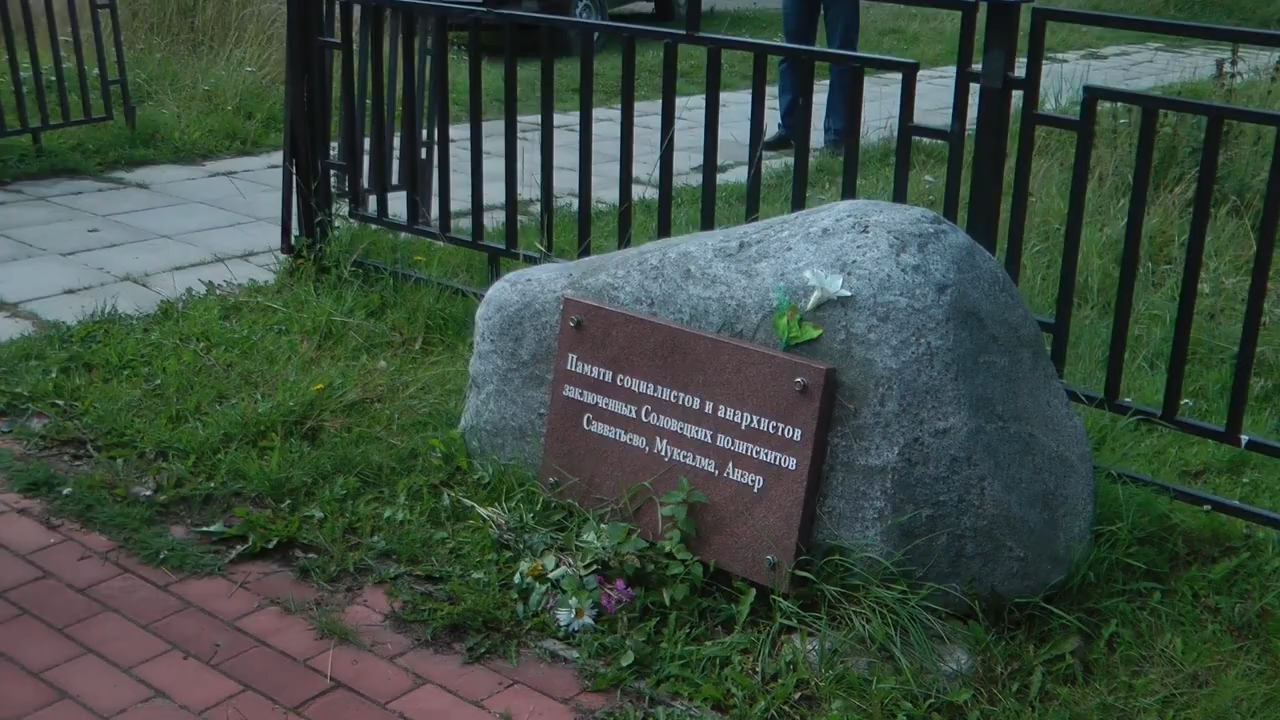 Памяти социалистов и анархистов
заключенных Соловецких политскитов
Савватьево, Муксалма, Анзер